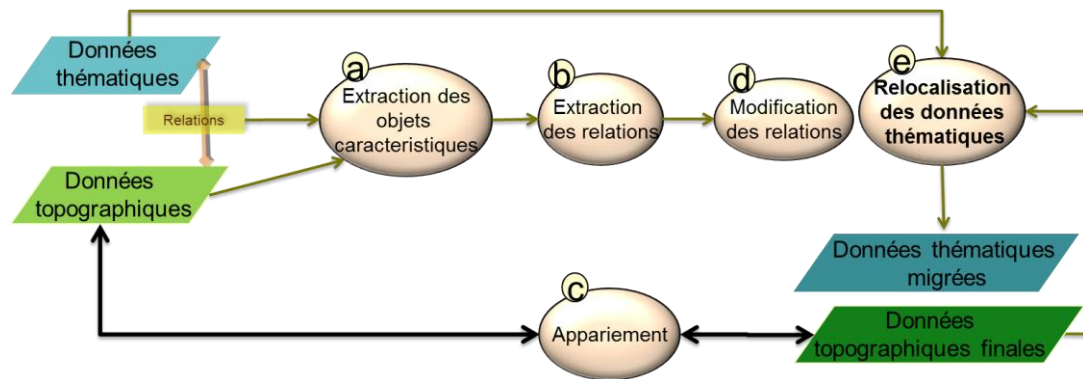 Données
thématiques
Relations
Données
topographiques
a
Extraction des
objets
caracteristiques
b
Extraction
des relations
d
Modification
des relations
e
Relocalisation
des données
thématiques
Données thématiques
migrées
c
Appariement
Données
topographiques finales